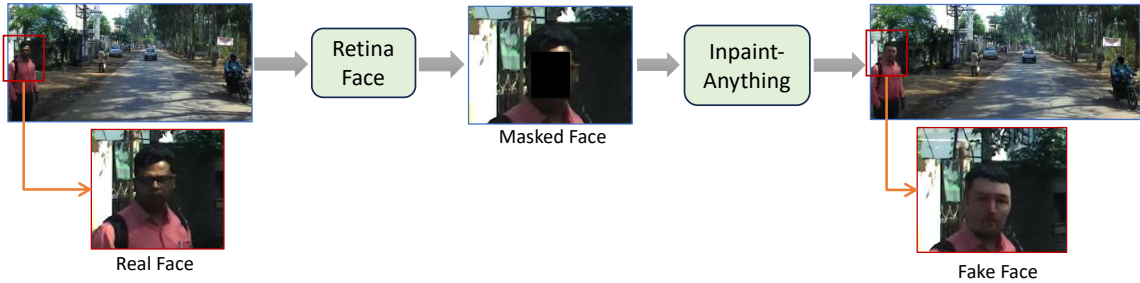 Retina
Face
Inpaint-
Anything
Masked Face
Real Face
Fake Face